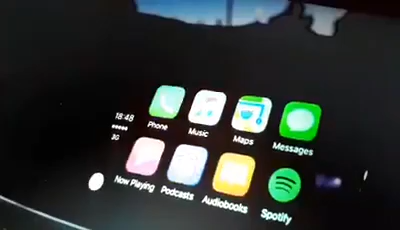 18:48
3G
Phone Music Maps Messages
Now Playing Podcasts Audiobooks Spotify